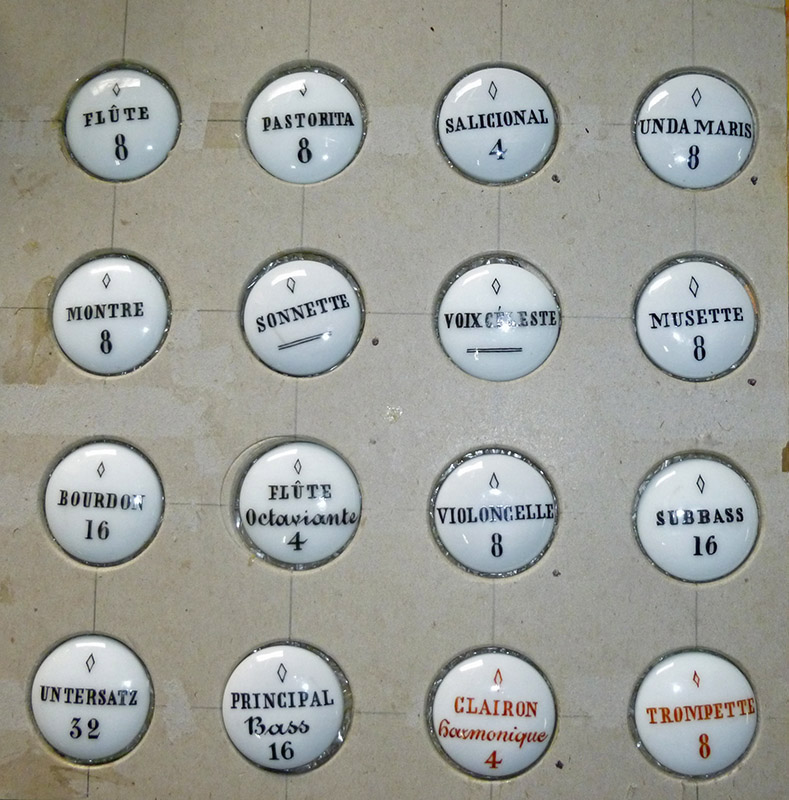 FLÛTE
8
PASTORITA
8
SALICIONAL
4
UNDA MARIS
8
MONTRE
8
SONNETTE
VOIX CÉLESTE
MUSETTE
8
BOURDON
16
FLÛTE
Octaviante
4
VIOLONCELLE
8
SUBBASS
16
UNTERSATZ
32
PRINCIPAL
Bass
16
CLAIRON
harmonique
4
TROMPETTE
8